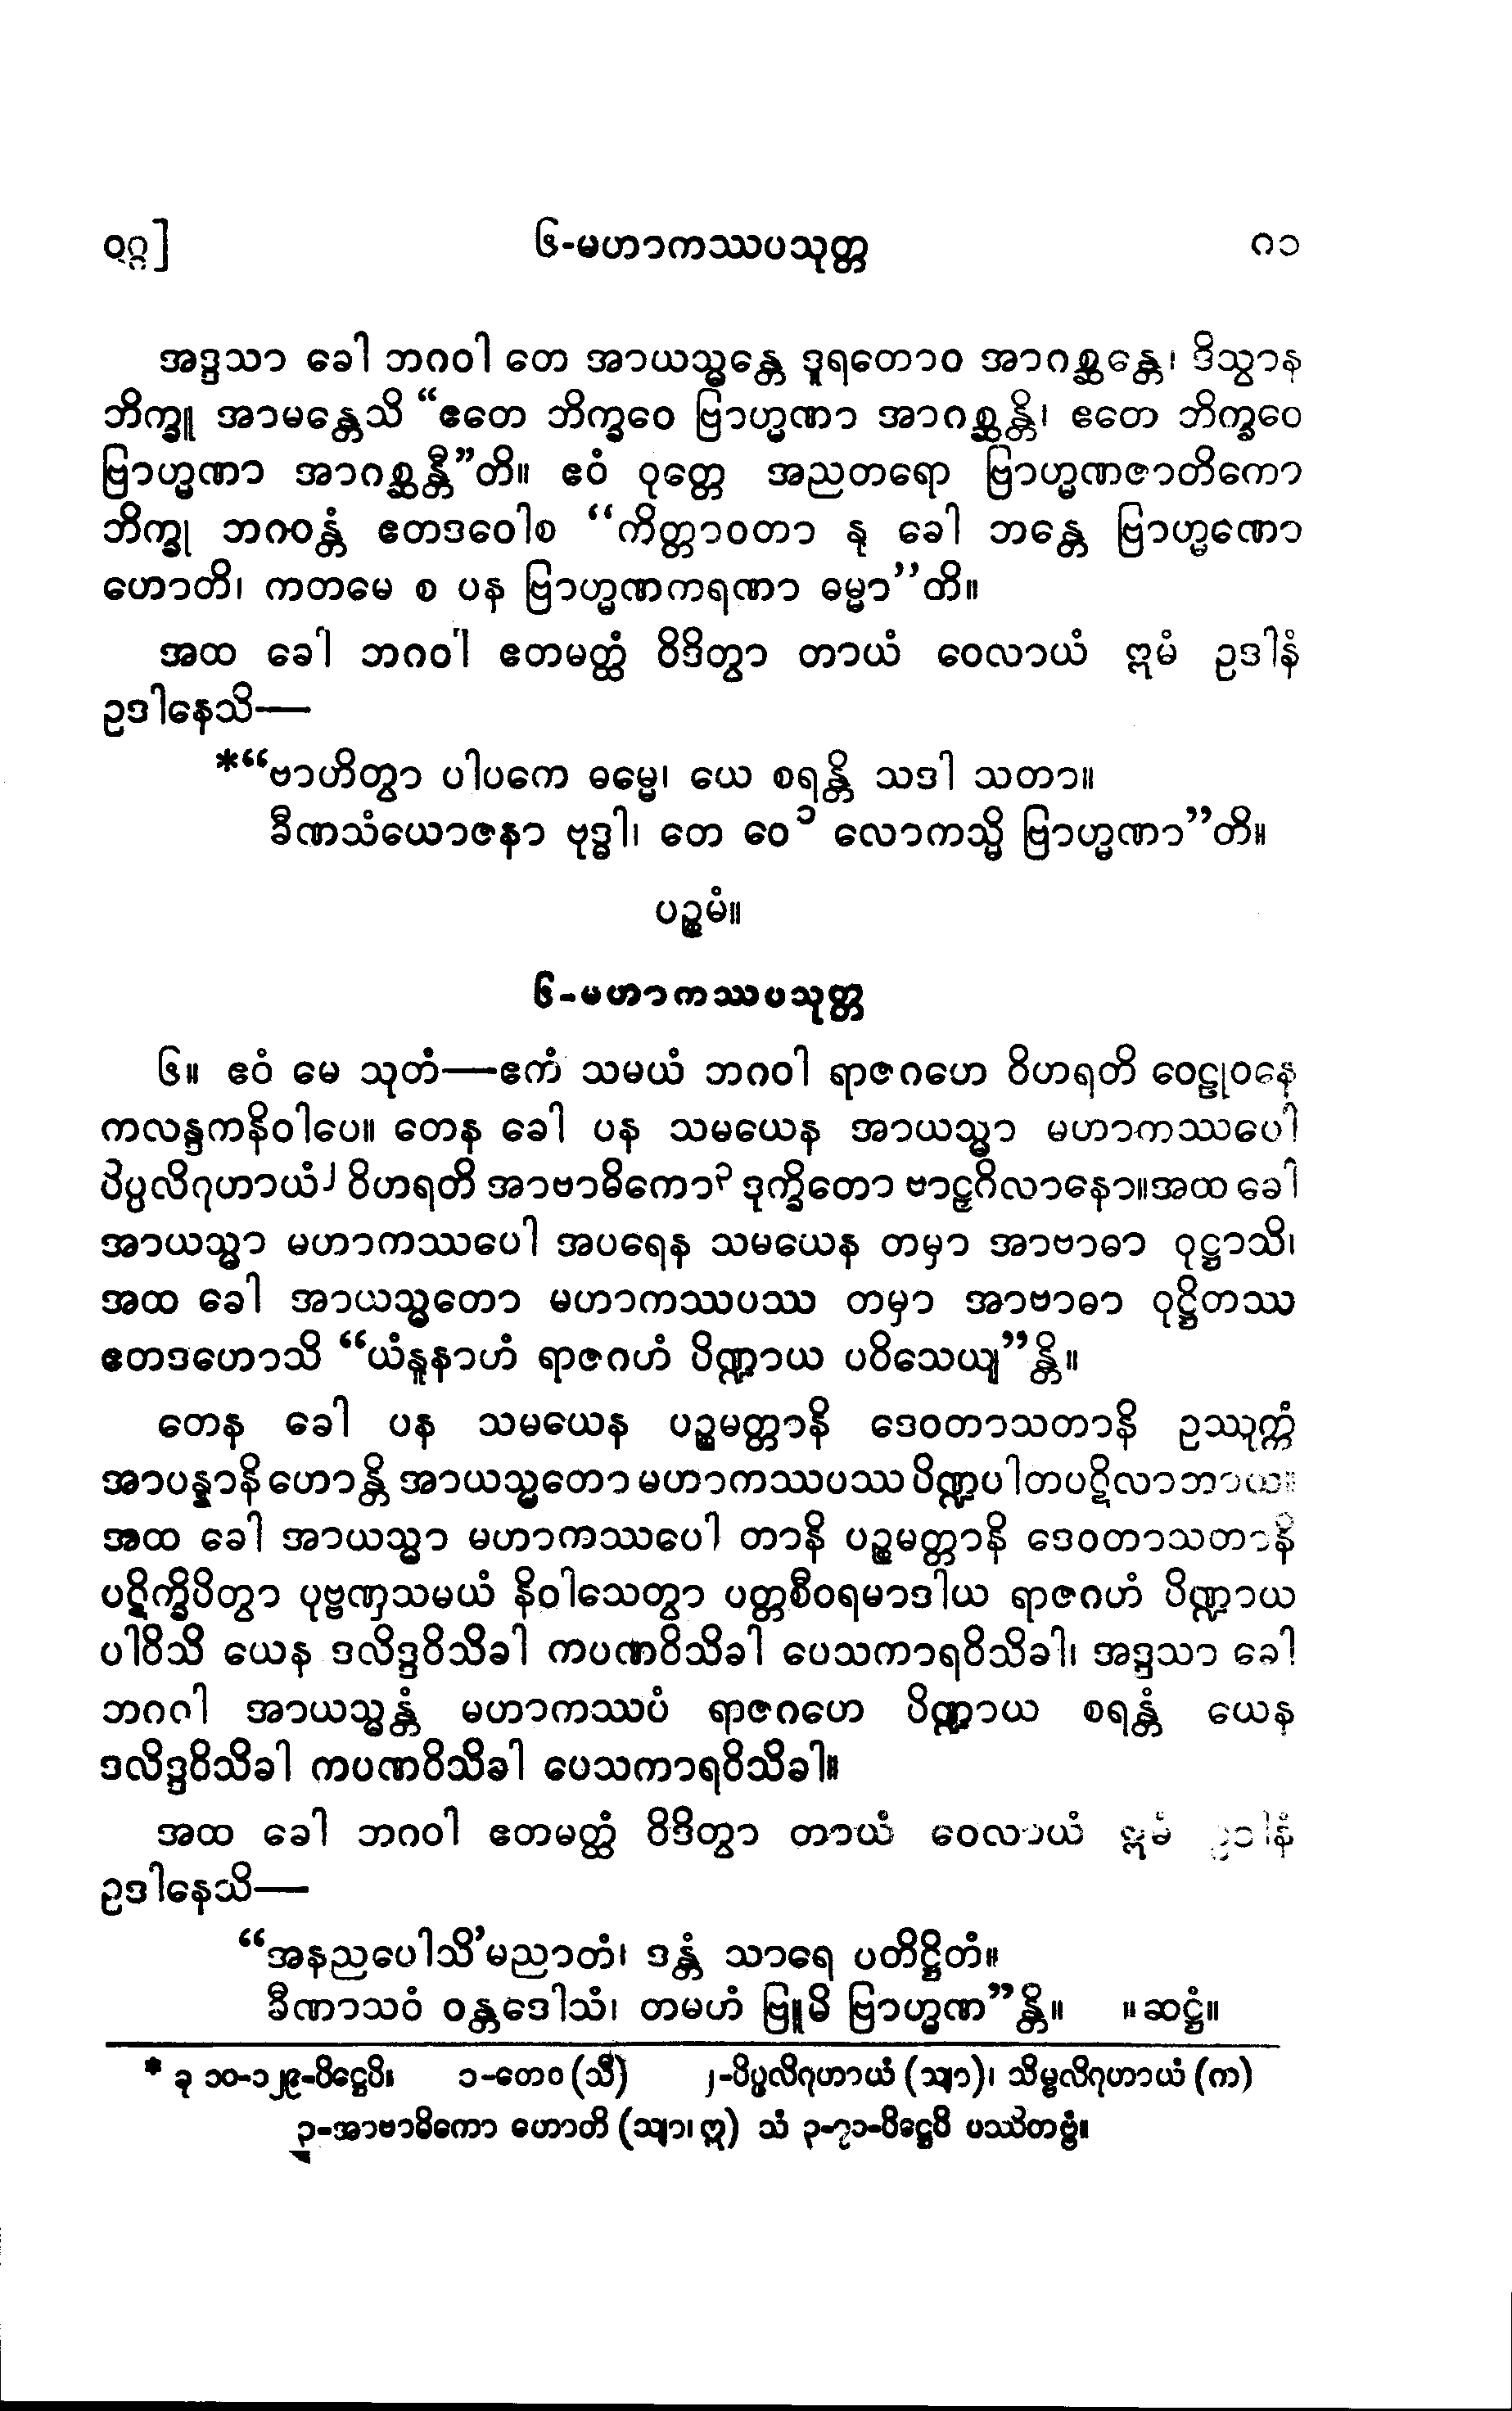 ဝဂ္ဂ]
၆-မဟာကဿပသုတ္တ
၈၁
အဒ္ဒသာ ခေါ ဘဂဝါ တေ အာယသ္မန္တေ ဒူရတောဝ အာဂစ္ဆန္တေ၊ ဒိသွာန
ဘိက္ခူ အာမန္တေသိ “ဧတေ ဘိက္ခဝေ ဗြာဟ္မဏာ အာဂစ္ဆန္တိ၊ ဧတေ ဘိက္ခဝေ
ဗြာဟ္မဏာ အာဂစ္ဆန္တီ”တိ။ ဧဝံ ဝုတ္တေ အညတရော ဗြာဟ္မဏဇာတိကော
ဘိက္ခု ဘဂဝန္တံ ဧတဒဝေါစ “ကိတ္တာဝတာ နု ခေါ ဘန္တေ ဗြာဟ္မဏော
ဟောတိ၊ ကတမေ စ ပန ဗြာဟ္မဏကရဏာ ဓမ္မာ”တိ။
အထ ခေါ ဘဂဝါ ဧတမတ္ထံ ဝိဒိတွာ တာယံ ဝေလာယံ ဣမံ ဥဒါနံ
ဥဒါနေသိ—
*“ဗာဟိတွာ ပါပကေ ဓမ္မေ၊ ယေ စရန္တိ သဒါ သတာ။
ခီဏသံယောဇနာ ဗုဒ္ဓါ၊ တေ ဝေ ၁ လောကသ္မိ ဗြာဟ္မဏာ”တိ။
ပဉ္စမံ။
၆-မဟာကဿပသုတ္တ
၆။ ဧဝံ မေ သုတံ—ဧကံ သမယံ ဘဂဝါ ရာဇဂဟေ ဝိဟရတိ ဝေဠုဝနေ
ကလန္ဒကနိဝါပေ။ တေန ခေါ ပန သမယေန အာယသ္မာ မဟာကဿပေါ
ပိပ္ပလိဂုဟာယံ၂ ဝိဟရတိ အာဗာဓိကော၃ ဒုက္ခိတော ဗာဠှဂိလာနော။အထ ခေါ
အာယသ္မာ မဟာကဿပေါ အပရေန သမယေန တမှာ အာဗာဓာ ဝုဋ္ဌာသိ၊
အထ ခေါ အာယသ္မတော မဟာကဿပဿ တမှာ အာဗာဓာ ဝုဋ္ဌိတဿ
ဧတဒဟောသိ “ယံနူနာဟံ ရာဇဂဟံ ပိဏ္ဍာယ ပဝိသေယျ”န္တိ။
တေန ခေါ ပန သမယေန ပဉ္စမတ္တာနိ ဒေဝတာသတာနိ ဥဿုက္ကံ
အာပန္နာနိ ဟောန္တိ အာယသ္မတော မဟာကဿပဿ ပိဏ္ဍပါတပဋိလာဘာယ။
အထ ခေါ အာယသ္မာ မဟာကဿပေါ တာနိ ပဉ္စမတ္တာနိ ဒေဝတာသတာနိ
ပဋိက္ခိပိတွာ ပုဗ္ဗဏှသမယံ နိဝါသေတွာ ပတ္တစီဝရမာဒါယ ရာဇဂဟံ ပိဏ္ဍာယ
ပါဝိသိ ယေန ဒလိဒ္ဒဝိသိခါ ကပဏဝိသိခါ ပေသကာရဝိသိခါ၊ အဒ္ဒသာ ခေါ
ဘဂဝါ အာယသ္မန္တံ မဟာကဿပံ ရာဇဂဟေ ပိဏ္ဍာယ စရန္တံ ယေန
ဒလိဒ္ဒဝိသိခါ ကပဏဝိသိခါ ပေသကာရဝိသိခါ။
အထ ခေါ ဘဂဝါ ဧတမတ္ထံ ဝိဒိတွာ တာယံ ဝေလာယံ ဣမံ ဥဒါနံ
ဥဒါနေသိ—
“အနညပေါသိ’မညာတံ၊ ဒန္တံ သာရေ ပတိဋ္ဌိတံ။
ခီဏာသဝံ ဝန္တဒေါသံ၊ တမဟံ ဗြူမိ ဗြာဟ္မဏ”န္တိ။ ။ဆဋ္ဌံ။
* ခု ၁၀-၁၂၉-ပိဋ္ဌေပိ။ ၁-တေဝ (သီ) ၂-ပိပ္ဖလိဂုဟာယံ (သျာ)၊ သိမ္ဗလိဂုဟာယံ (က)
၃-အာဗာဓိကော ဟောတိ (သျာ၊ ဣ) သံ ၃-၇၁-ပိဋ္ဌေပိ ပဿိတဗ္ဗံ။